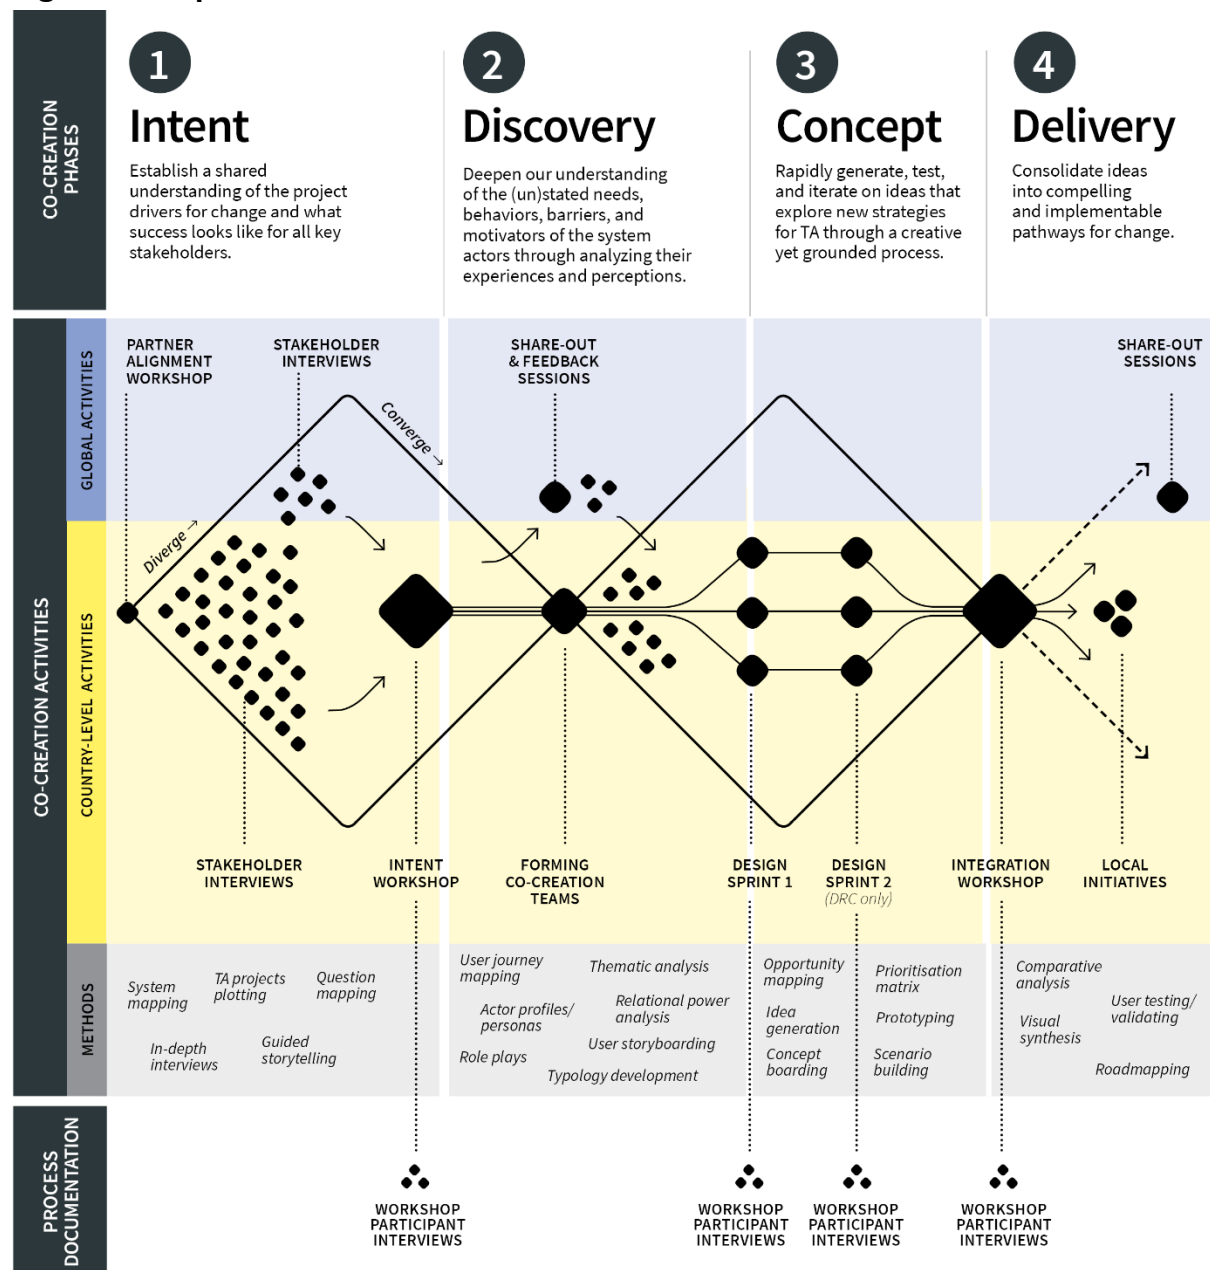 CO-CREATION
PHASES
1
Intent
Establish a shared
understanding of the project
drivers for change and what
success looks like for all key
stakeholders.
2
Discovery
Deepen our understanding
of the (un)stated needs,
behaviors, barriers, and
motivators of the system
actors through analyzing their
experiences and perceptions.
3
Concept
Rapidly generate, test,
and iterate on ideas that
explore new strategies
for TA through a creative
yet grounded process.
4
Delivery
Consolidate ideas
into compelling
and implementable
pathways for change.
CO-CREATION ACTIVITIES
GLOBAL ACTIVITIES
PARTNER
ALIGNMENT
WORKSHOP
STAKEHOLDER
INTERVIEWS
SHARE-OUT
& FEEDBACK
SESSIONS
SHARE-OUT
SESSIONS
Diverge →
Converge →
COUNTRY-LEVEL ACTIVITIES
STAKEHOLDER
INTERVIEWS
INTENT
WORKSHOP
FORMING
CO-CREATION
TEAMS
DESIGN
SPRINT 1
DESIGN
SPRINT 2
(DRC only)
INTEGRATION
WORKSHOP
LOCAL
INITIATIVES
METHODS
System
mapping
TA projects
plotting
Question
mapping
In-depth
interviews
Guided
storytelling
User journey
mapping
Thematic analysis
Actor profiles/
personas
Relational power
analysis
Role plays
User storyboarding
Typology development
Opportunity
mapping
Prioritisation
matrix
Idea
generation
Prototyping
Concept
boarding
Scenario
building
Comparative
analysis
User testing/
validating
Visual
synthesis
Roadmapping
PROCESS
DOCUMENTATION
WORKSHOP
PARTICIPANT
INTERVIEWS
WORKSHOP
PARTICIPANT
INTERVIEWS
WORKSHOP
PARTICIPANT
INTERVIEWS
WORKSHOP
PARTICIPANT
INTERVIEWS